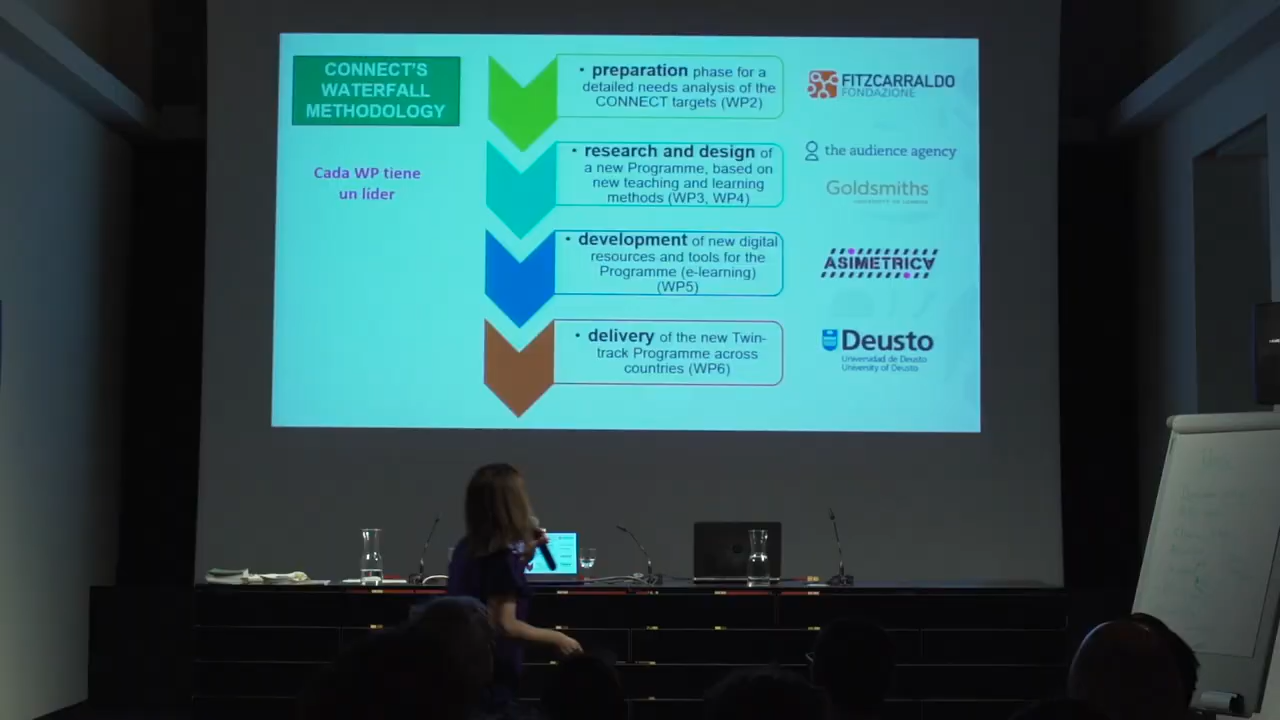 CONNECT'S
WATERFALL
METHODOLOGY
Cada WP tiene
un líder
• preparation phase for a
detailed needs analysis of the
CONNECT targets (WP2)
• research and design of
a new Programme, based on
new teaching and learning
methods (WP3, WP4)
• development of new digital
resources and tools for the
Programme (e-learning)
(WP5)
• delivery of the new Twin-
track Programme across
countries (WP6)
FITZCARRALDO
FONDAZIONE
the audience agency
Goldsmiths
UNIVERSITY OF LONDON
ASIMETRICA
Deusto
Universidad de Deusto
University of Deusto